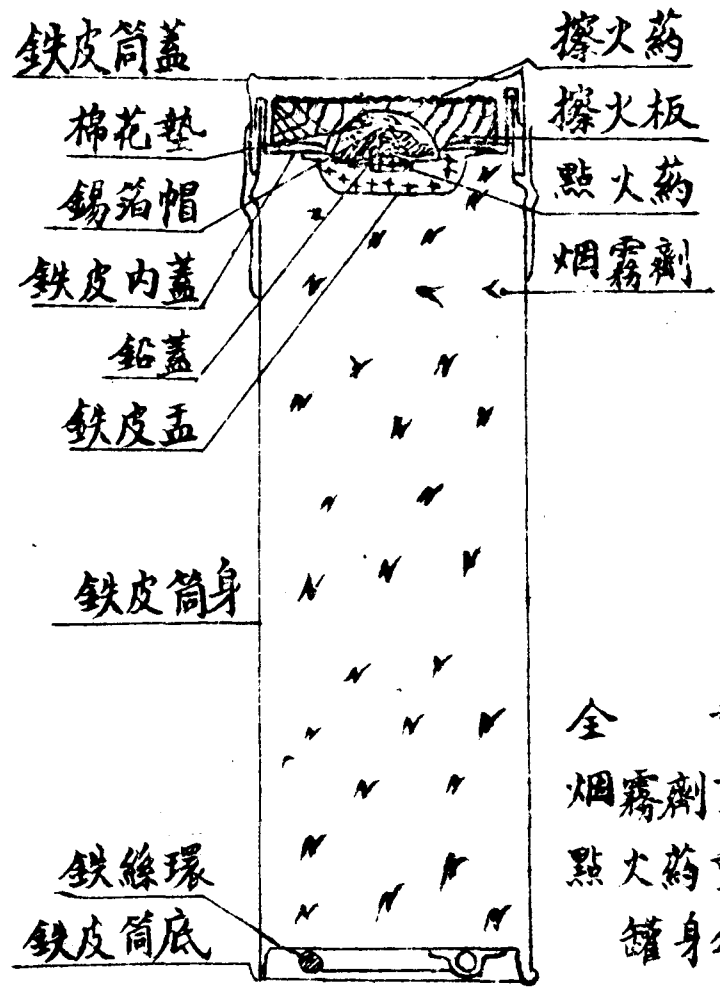 鉄皮筒蓋
棉花墊
錫箔帽
鉄皮内蓋
鉛蓋
鉄皮盂
鉄皮筒身
鉄絲環
鉄皮筒底
擦火葯
擦火板
點火葯
烟霧劑
全
烟霧劑
點火葯
罐身